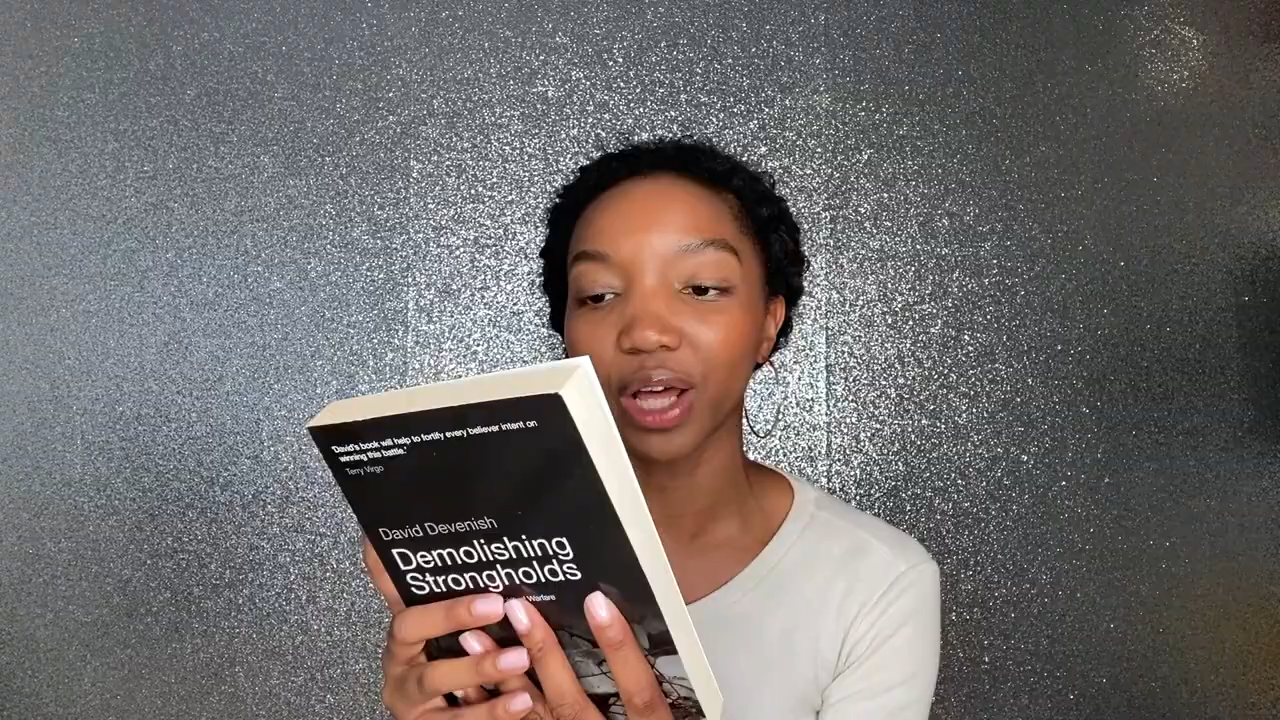 'David's book will help to fortify every believer intent on
winning this battle.'
Terry Virgo
David Devenish
Demolishing
Strongholds
Warfare